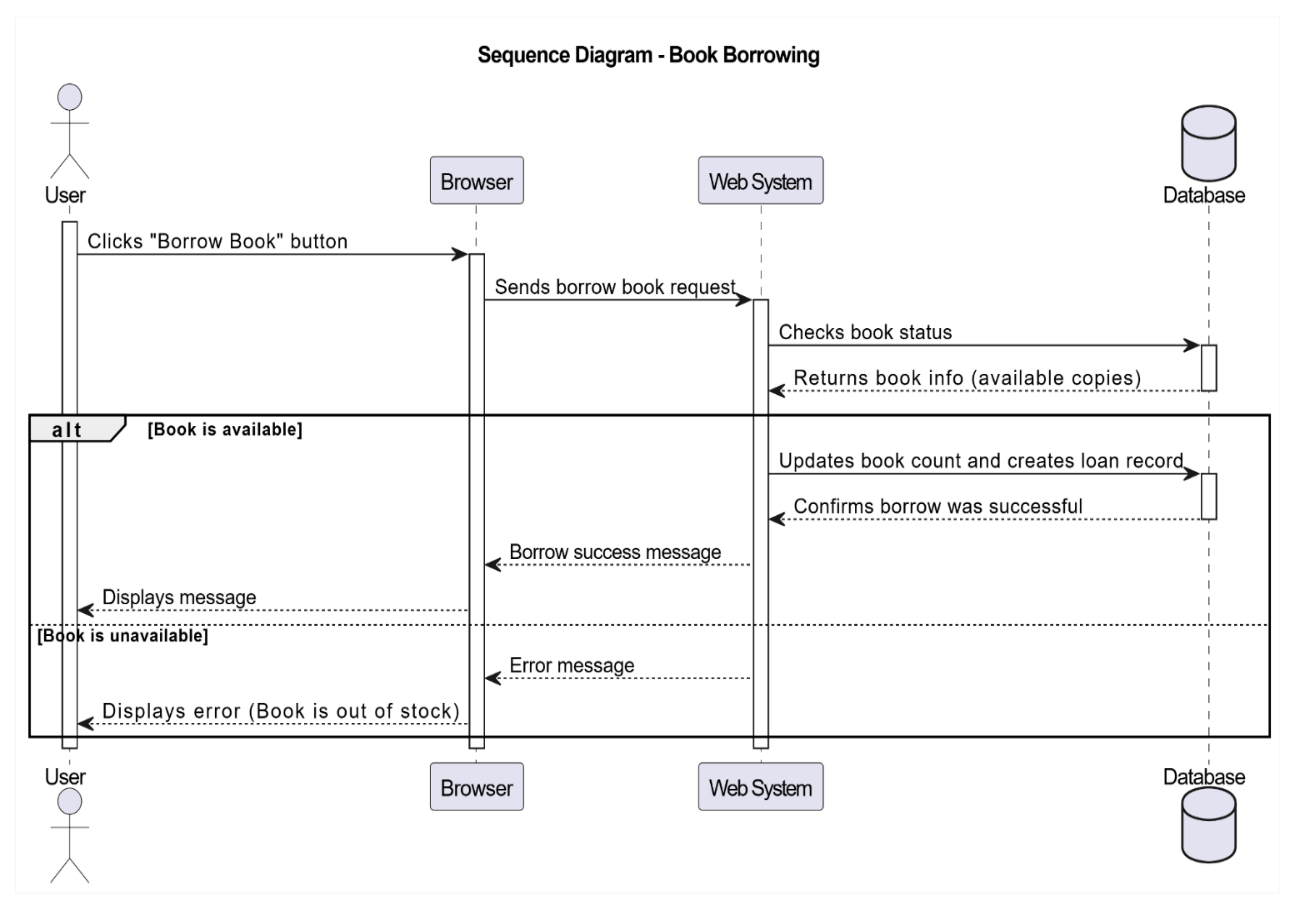 Sequence Diagram - Book Borrowing
User
Browser
Web System
Database
Clicks "Borrow Book" button
Sends borrow book request
Checks book status
Returns book info (available copies)
alt
[Book is available]
Updates book count and creates loan record
Confirms borrow was successful
Borrow success message
Displays message
[Book is unavailable]
Error message
Displays error (Book is out of stock)
User
Browser
Web System
Database